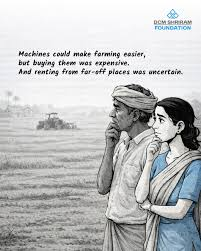 DCM SHRIRAM
FOUNDATION
Machines could make farming easier,
but buying them was expensive.
And renting from far-off places was uncertain.